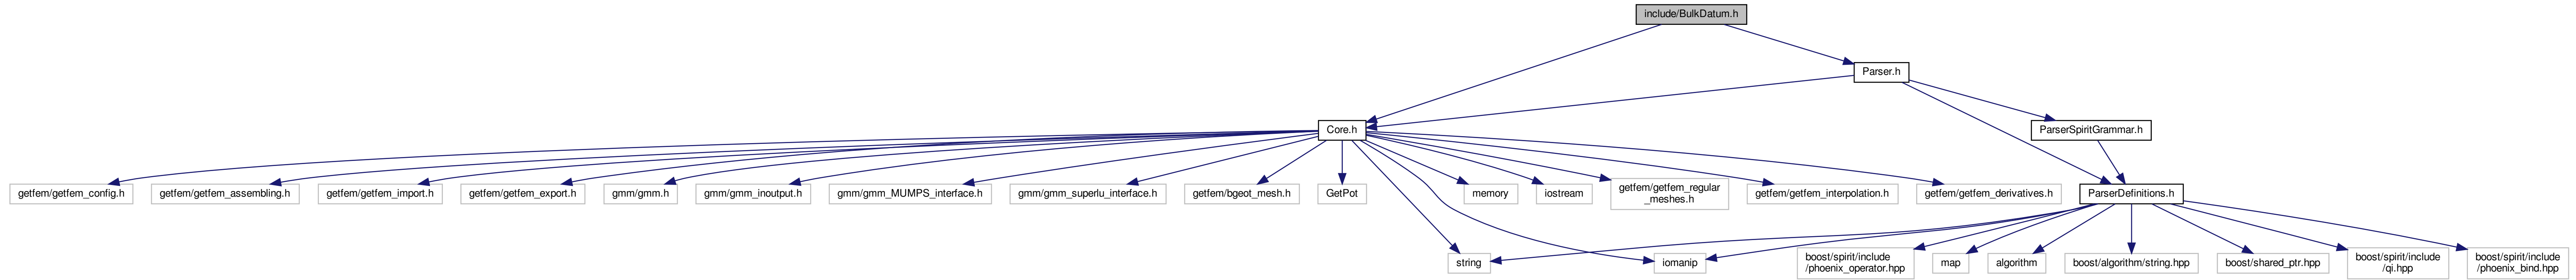 include/BulkDatum.h
Parser.h
Core.h
ParserSpiritGrammar.h
getfem/getfem_config.h
getfem/getfem_assembling.h
getfem/getfem_import.h
getfem/getfem_export.h
gmm/gmm.h
gmm/gmm_inoutput.h
gmm/gmm_MUMPS_interface.h
gmm/gmm_superlu_interface.h
getfem/bgeot_mesh.h
GetPot
memory
iostream
getfem/getfem_regular
_meshes.h
getfem/getfem_interpolation.h
getfem/getfem_derivatives.h
ParserDefinitions.h
string
iomanip
boost/spirit/include
/phoenix_operator.hpp
map
algorithm
boost/algorithm/string.hpp
boost/shared_ptr.hpp
boost/spirit/include
/qi.hpp
boost/spirit/include
/phoenix_bind.hpp